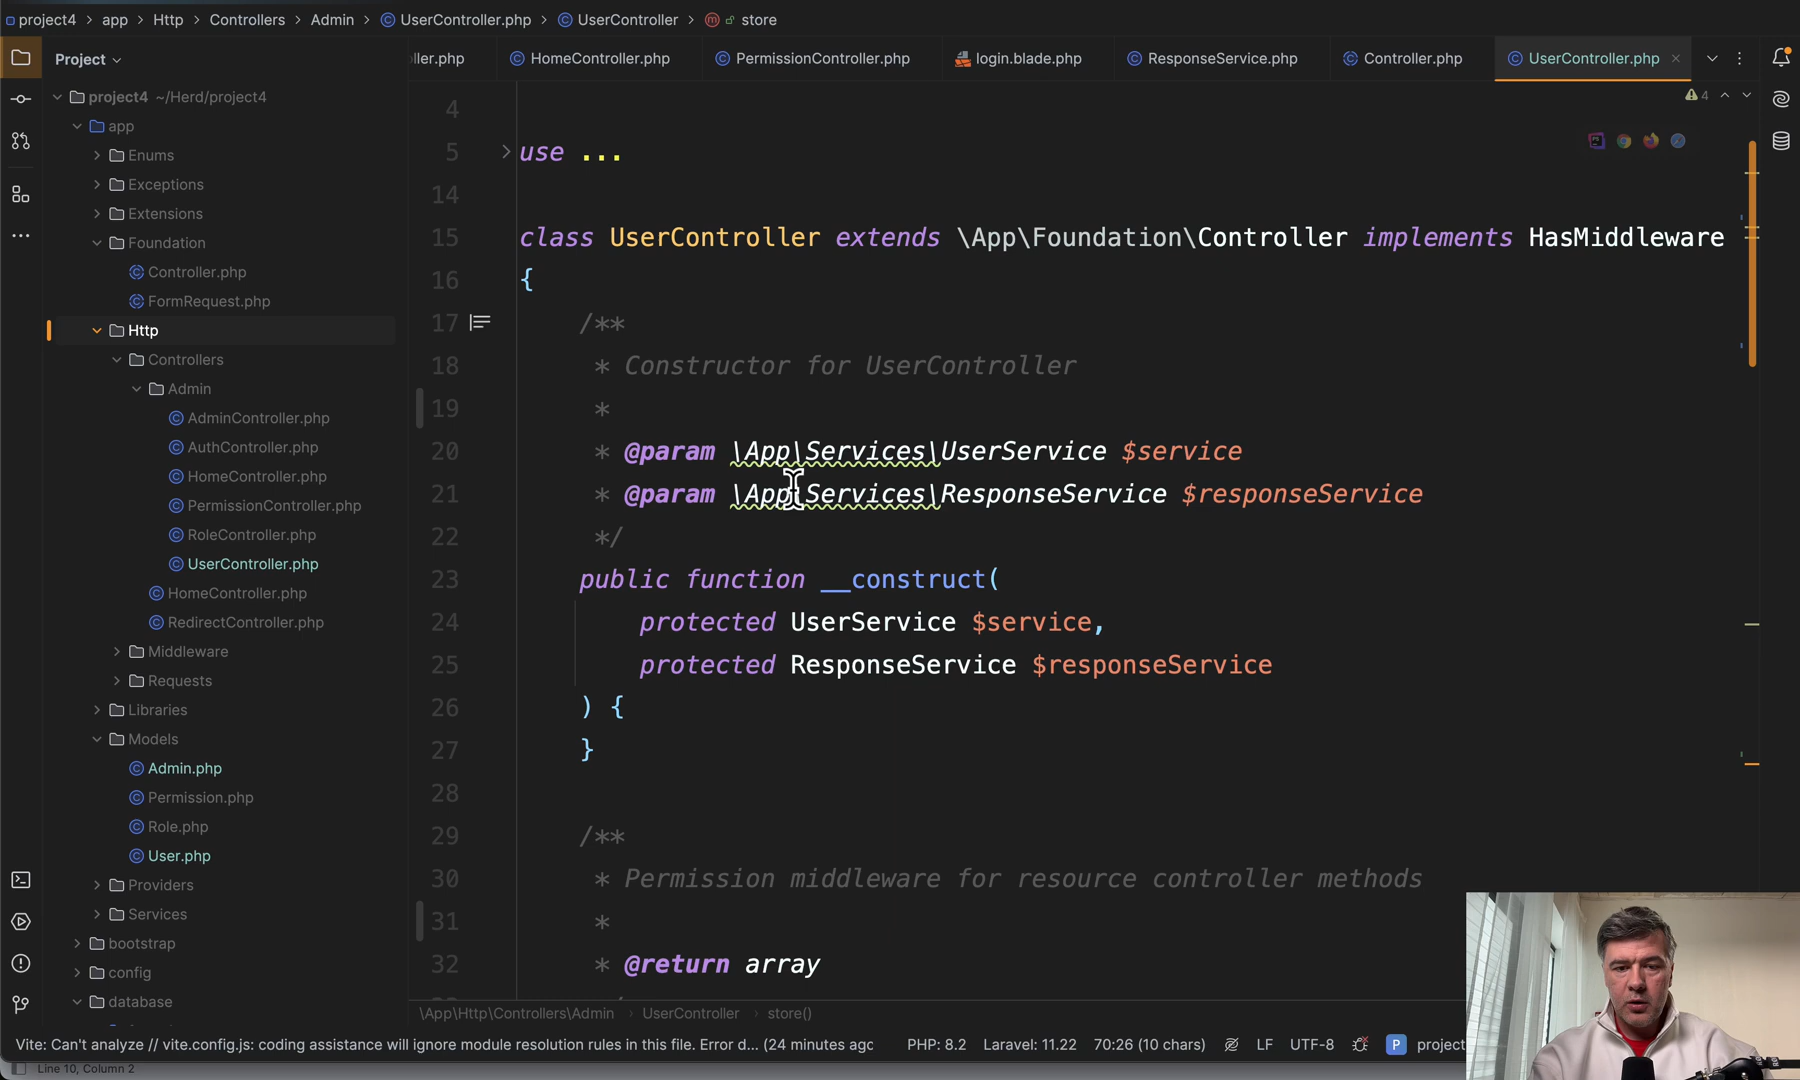 project4 > app > Http > Controllers > Admin > UserController.php > UserController > store
Project
ller.php HomeController.php PermissionController.php login.blade.php ResponseService.php Controller.php UserController.php
project4 ~/Herd/project4
app
Enums
Exceptions
Extensions
Foundation
Controller.php
FormRequest.php
Http
Controllers
Admin
AdminController.php
AuthController.php
HomeController.php
PermissionController.php
RoleController.php
UserController.php
HomeController.php
RedirectController.php
Middleware
Requests
Libraries
Models
Admin.php
Permission.php
Role.php
User.php
Providers
Services
bootstrap
config
database
4
4
5 use ...
14
15 class UserController extends \App\Foundation\Controller implements HasMiddleware
16 {
17 /**
18 * Constructor for UserController
19 *
20 * @param \App\Services\UserService $service
21 * @param \App\Services\ResponseService $responseService
22 */
23 public function __construct(
24 protected UserService $service,
25 protected ResponseService $responseService
26 ) {
27 }
28
29 /**
30 * Permission middleware for resource controller methods
31 *
32 * @return array
\App\Http\Controllers\Admin > UserController > store()
Vite: Can't analyze // vite.config.js: coding assistance will ignore module resolution rules in this file. Error d... (24 minutes ago PHP: 8.2 Laravel: 11.22 70:26 (10 chars) LF UTF-8 P project
Line 10, Column 2